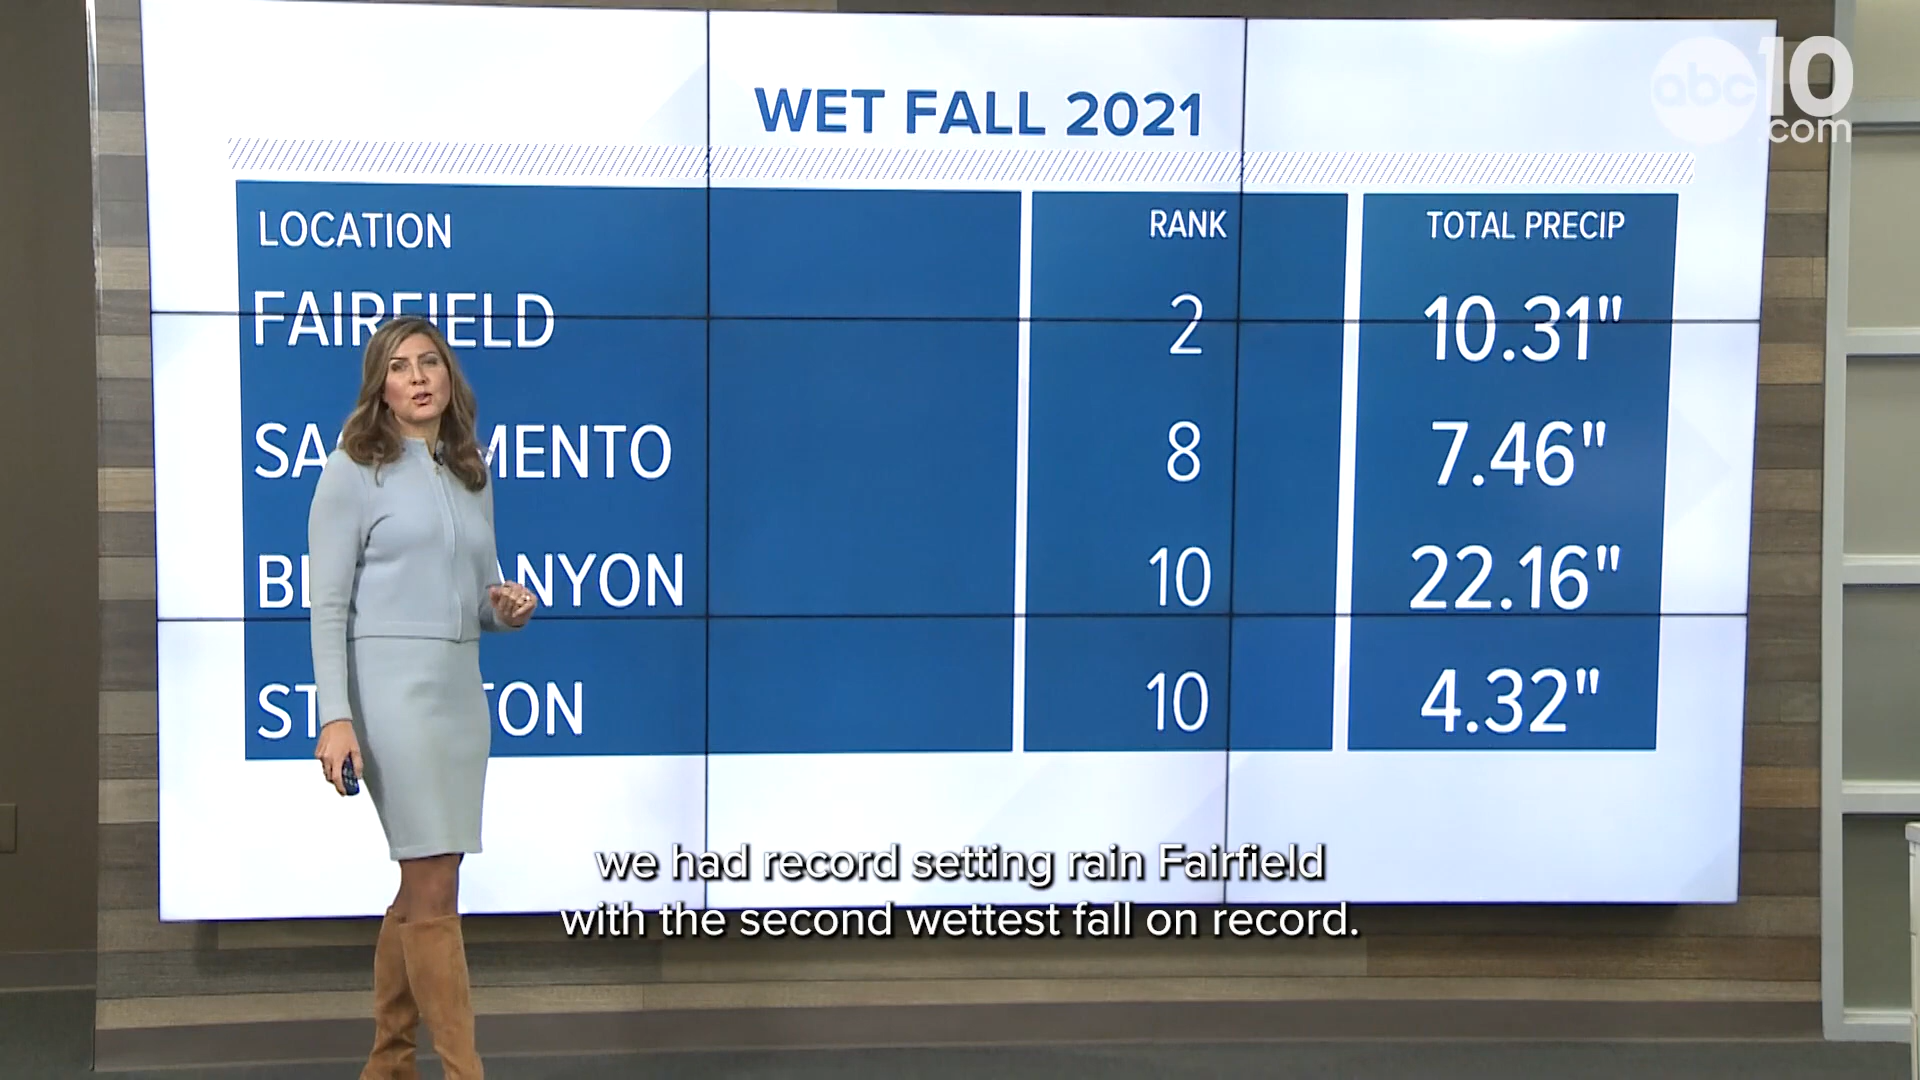 abc10
.com
WET FALL 2021
LOCATION RANK TOTAL PRECIP
FAIRFIELD 2 10.31"
8 7.46"
10 22.16"
10 4.32"
we had record setting rain Fairfield
with the second wettest fall on record.